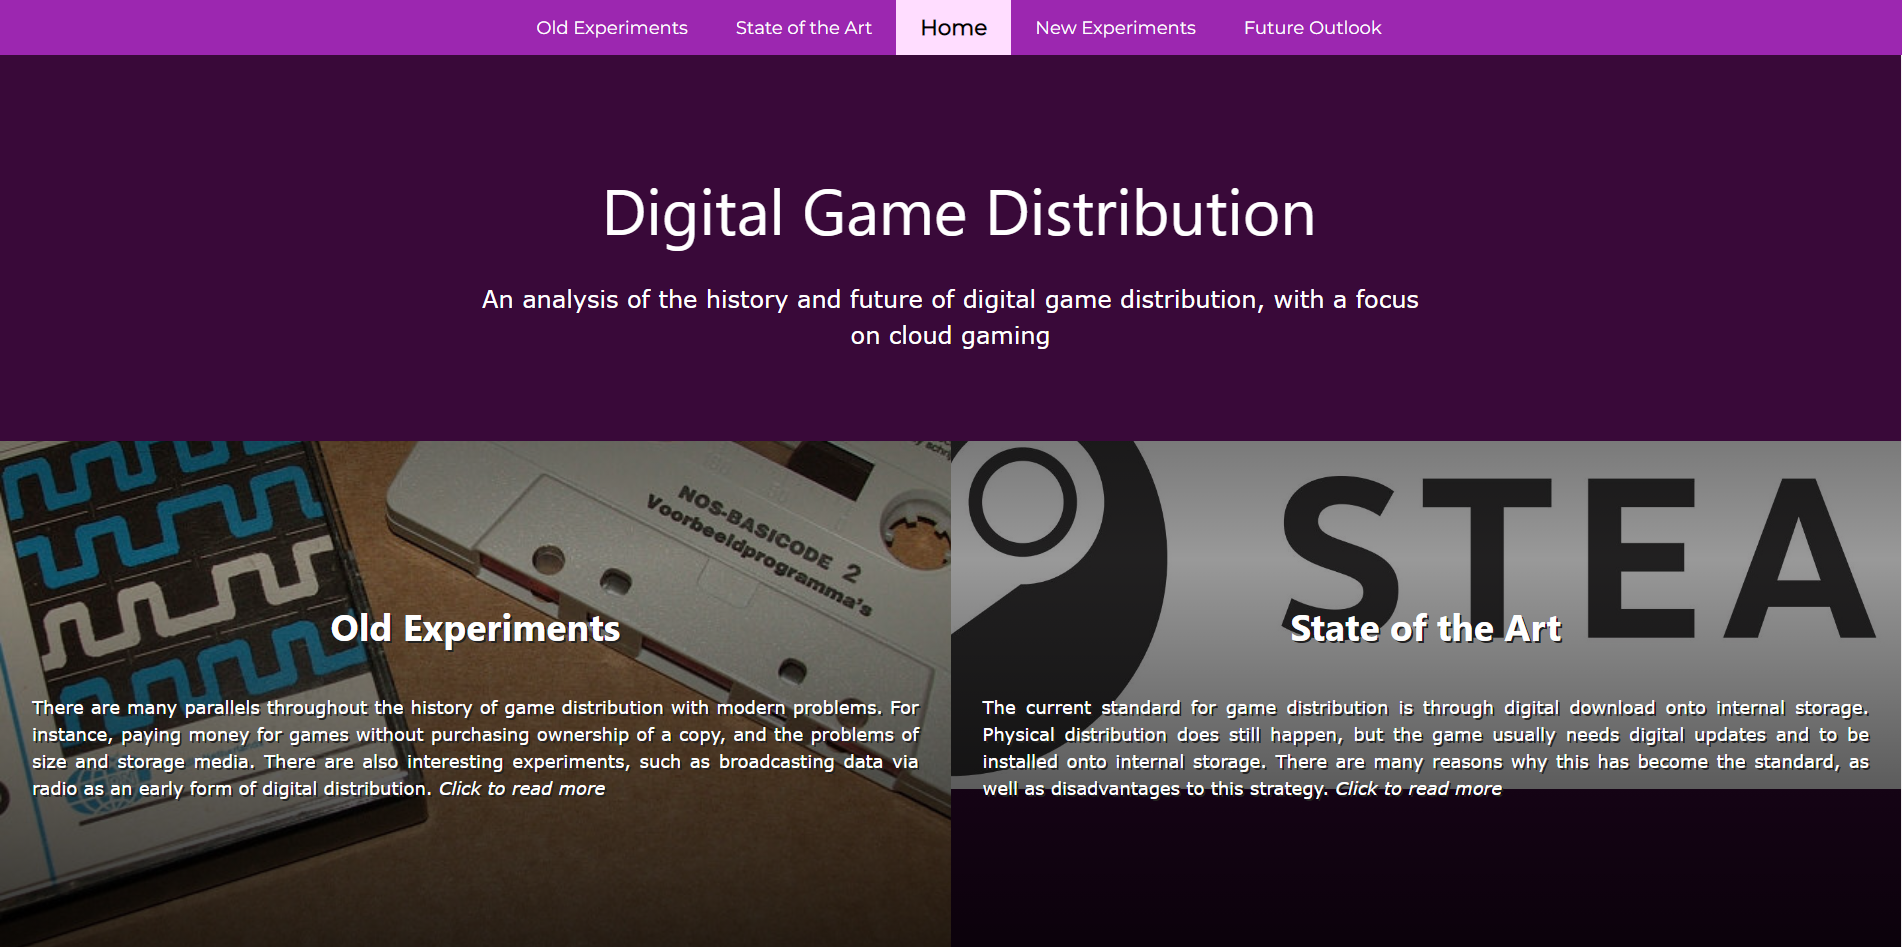 Old Experiments
State of the Art
Home
New Experiments
Future Outlook
Digital Game Distribution
An analysis of the history and future of digital game distribution, with a focus
on cloud gaming
NOS-BASICODE 2
Voorbeeldprogramma's
Old Experiments
There are many parallels throughout the history of game distribution with modern problems. For
instance, paying money for games without purchasing ownership of a copy, and the problems of
size and storage media. There are also interesting experiments, such as broadcasting data via
radio as an early form of digital distribution. Click to read more
STEA
State of the Art
The current standard for game distribution is through digital download onto internal storage.
Physical distribution does still happen, but the game usually needs digital updates and to be
installed onto internal storage. There are many reasons why this has become the standard, as
well as disadvantages to this strategy. Click to read more